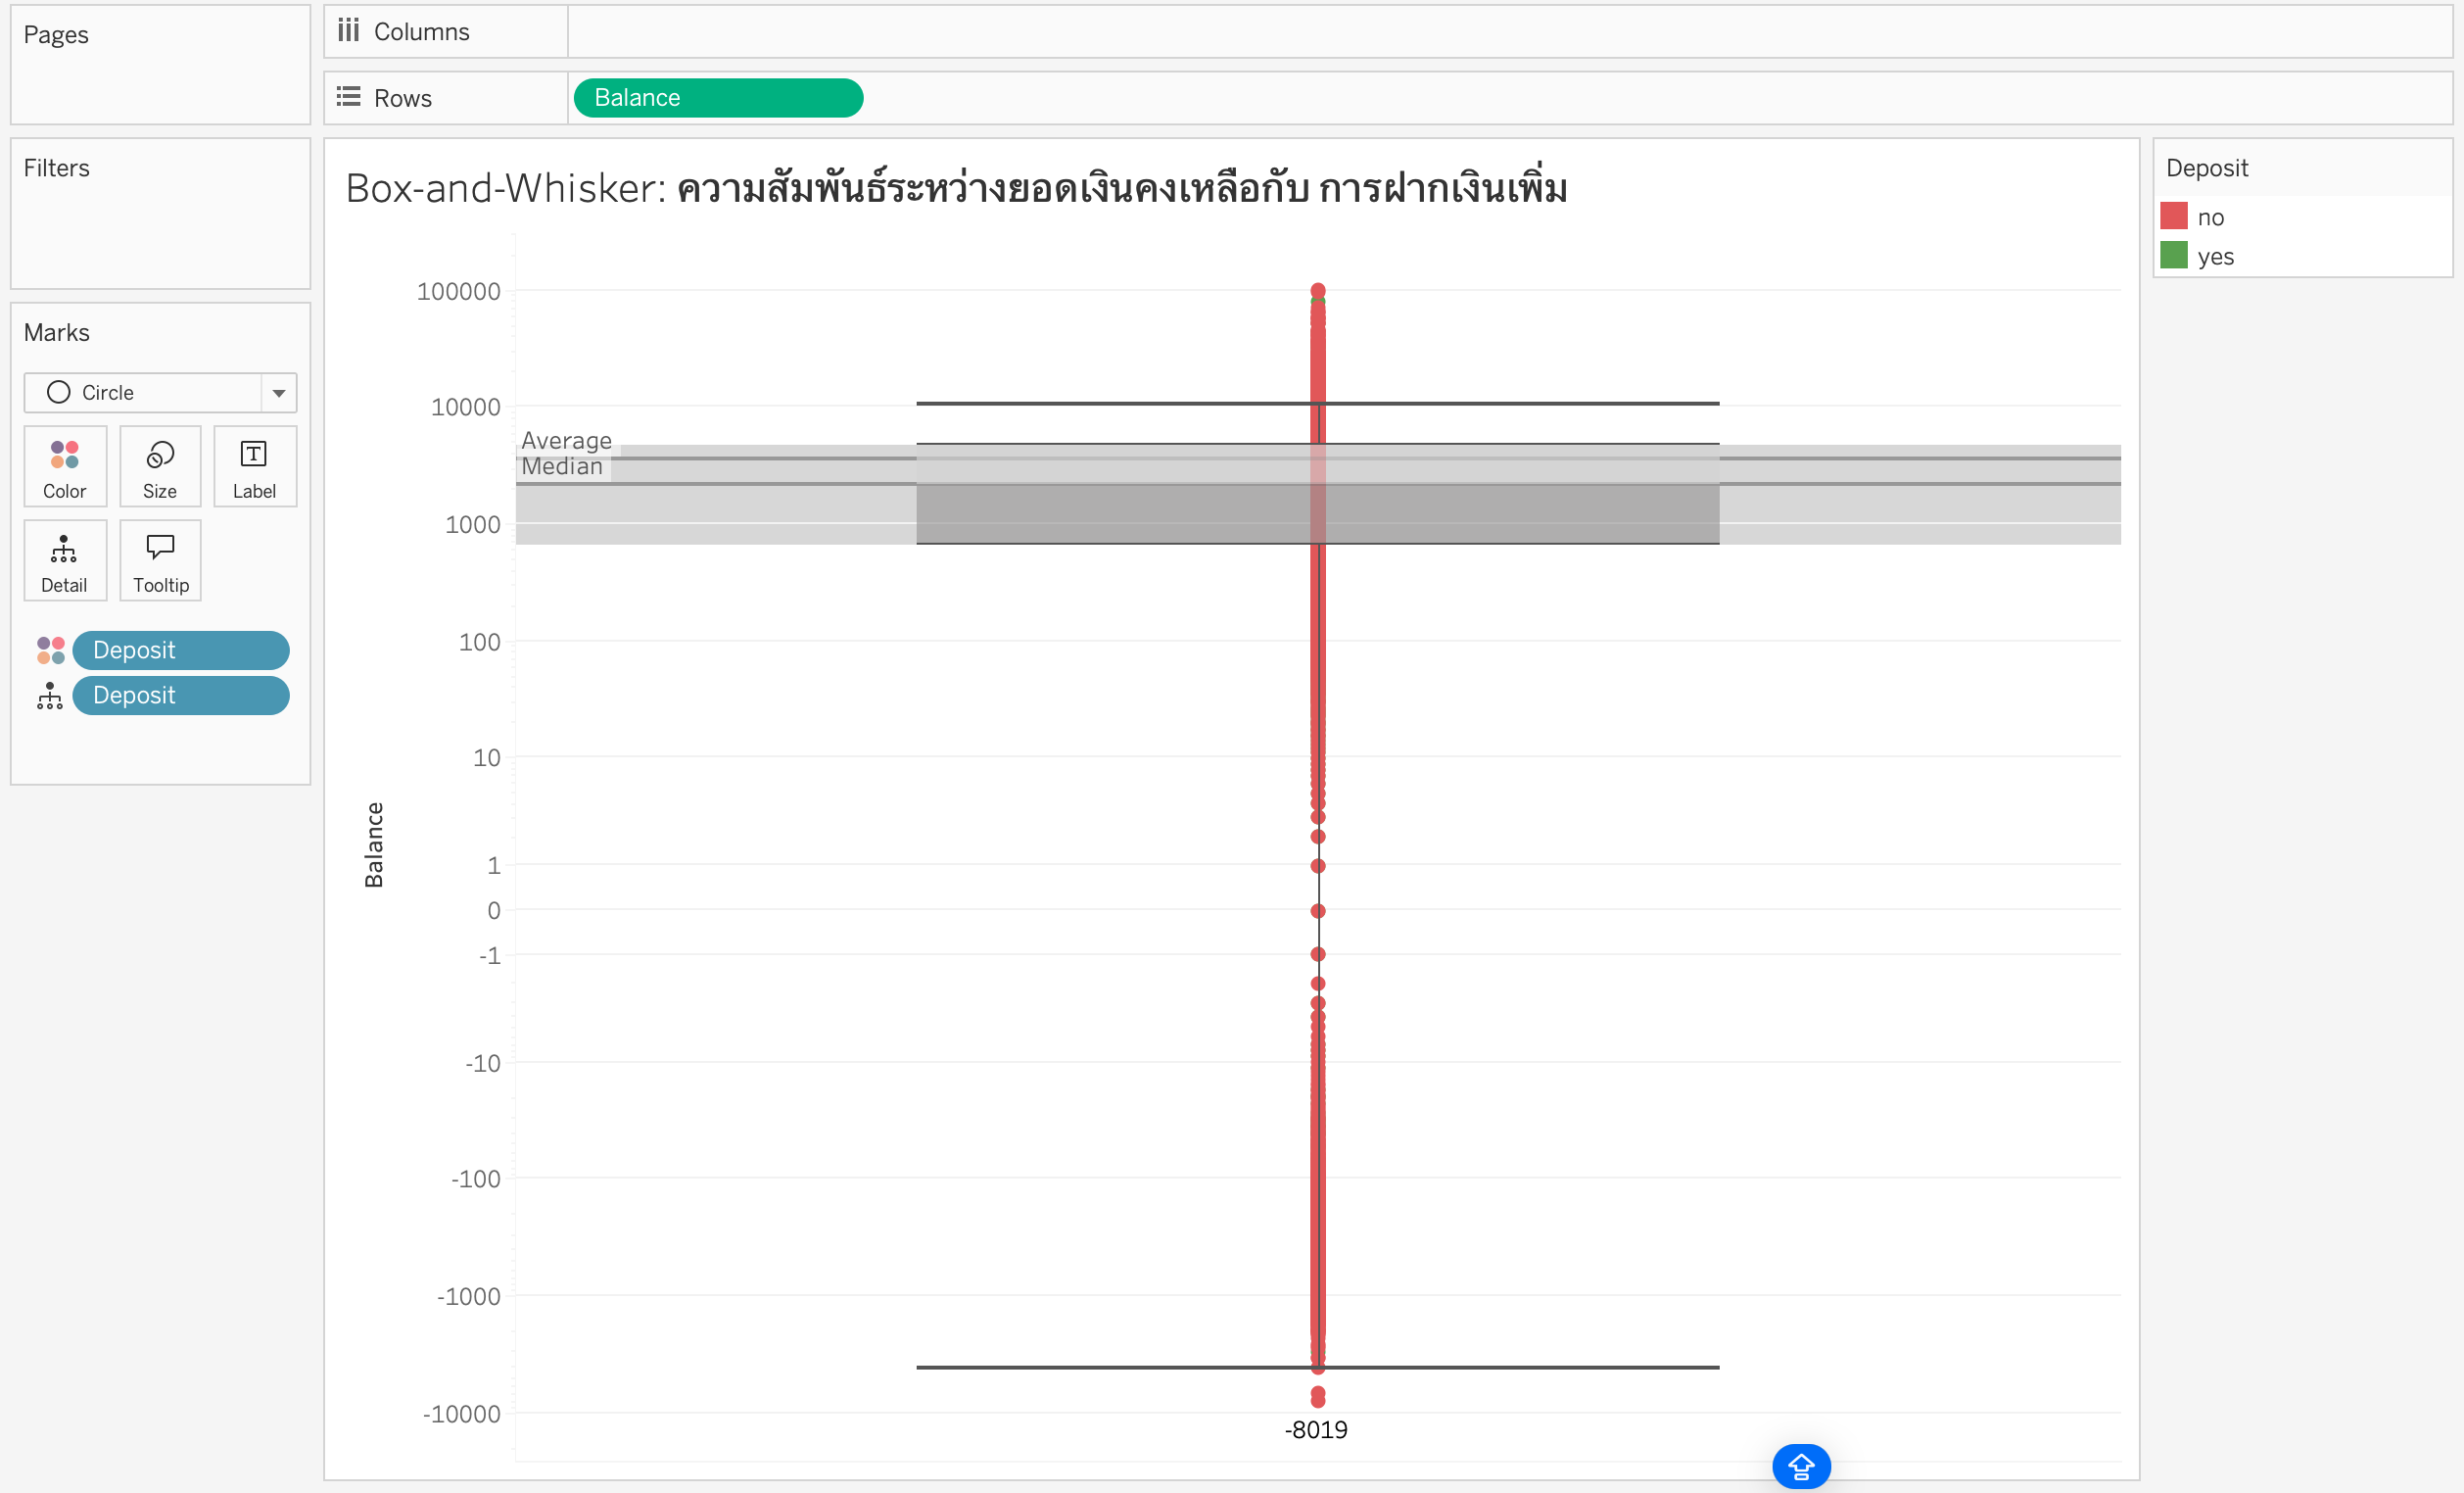 Pages
Columns
Rows
Balance
Filters
Marks
Circle
Color
Size
Label
Detail
Tooltip
Deposit
Deposit
Box-and-Whisker: ความสัมพันธ์ระหว่างยอดเงินคงเหลือกับ การฝากเงินเพิ่ม
Balance
100000
10000
Average
Median
1000
100
10
1
0
-1
-10
-100
-1000
-10000
-8019
Deposit
no
yes